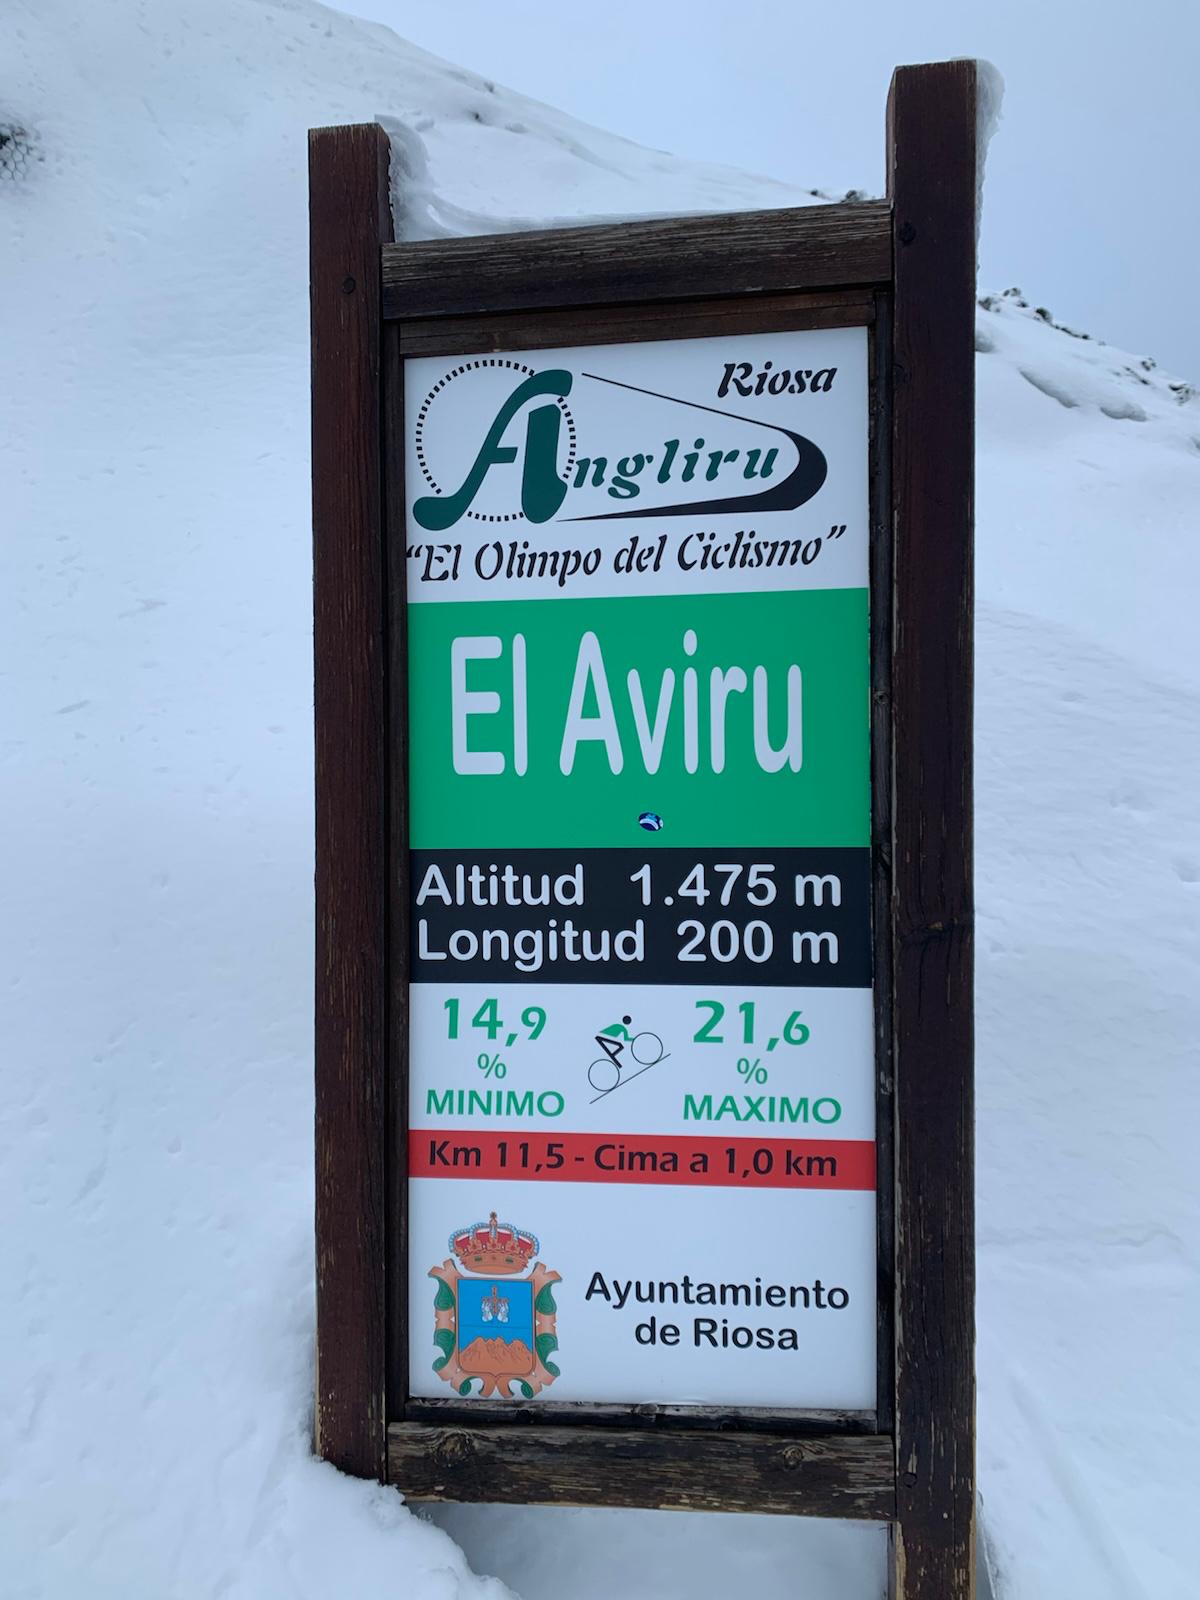 Riosa
Angliru
"El Olimpo del Ciclismo"
El Aviru
Altitud 1.475 m
Longitud 200 m
14,9 21,6
% %
MINIMO MAXIMO
Km 11,5 - Cima a 1,0 km
Ayuntamiento
de Riosa